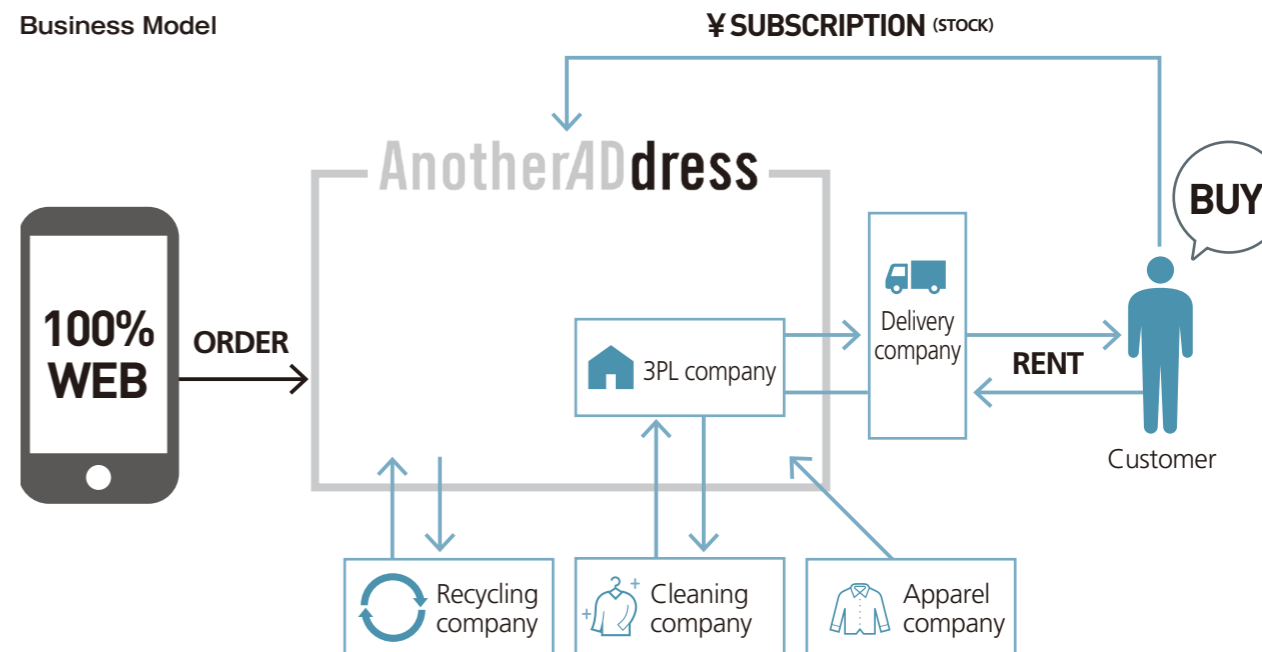 Business Model
¥ SUBSCRIPTION (STOCK)
AnotherADdress
BUY
100%
WEB
ORDER
3PL company
Delivery
company
RENT
Customer
Recycling
company
Cleaning
company
Apparel
company